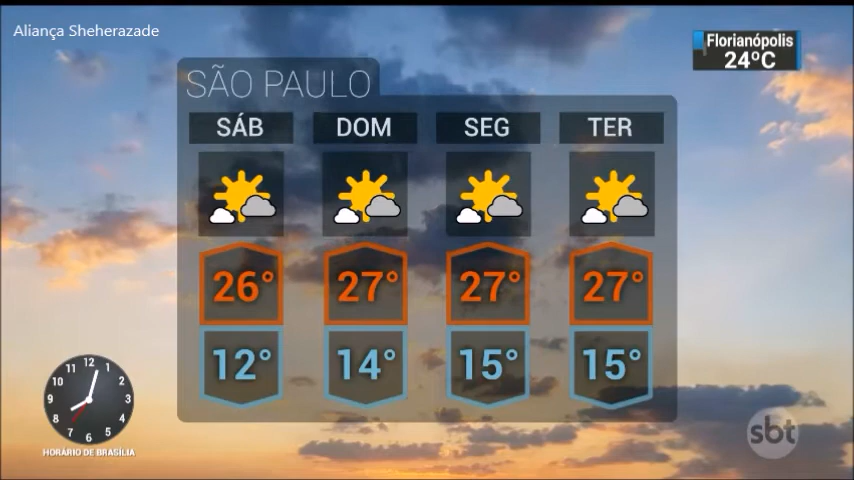 Aliança Sheherazade
Florianópolis
24ºC
SÃO PAULO
SÁB DOM SEG TER
26° 27° 27° 27°
12° 14° 15° 15°
12
11 1
10 2
9 3
8 4
7 5
6
HORÁRIO DE BRASÍLIA
sbt